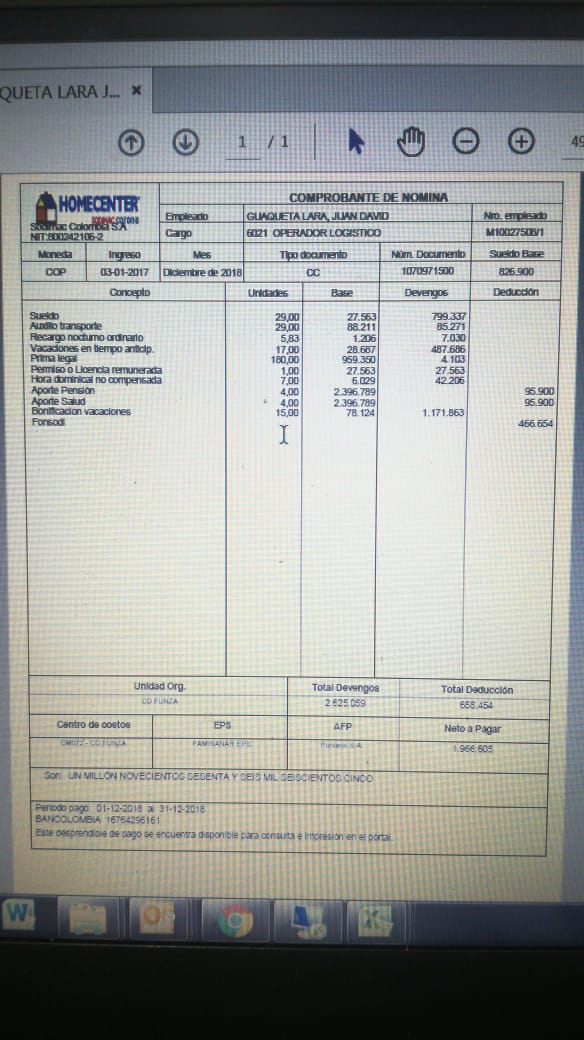 QUETA LARA J... ×
1 / 1
49
HOMECENTER
SODIMAC corona
Sodimac Colombia S.A
NIT:800242106-2
COMPROBANTE DE NOMINA
Empleado GUAQUETA LARA, JUAN DAVID Nro. empleado
Cargo 6021 OPERADOR LOGISTICO M10027508/1
Moneda Ingreso Mes Tipo documento Núm. Documento Sueldo Base
COP 03-01-2017 Diciembre de 2018 CC 1070971500 826.900
Concepto Unidades Base Devengos Deducción
Sueldo 29,00 27.563 799.337
Auxilio transporte 29,00 88.211 85.271
Recargo nocturno ordinario 5,83 1.206 7.030
Vacaciones en tiempo anticip. 17,00 28.687 487.686
Prima legal 180,00 959.350 4.103
Permiso o Licencia remunerada 1,00 27.563 27.563
Hora dominical no compensada 7,00 6.029 42.206
Aporte Pensión 4,00 2.396.789 95.900
Aporte Salud 4,00 2.396.789 95.900
Bonificacion vacaciones 15,00 78.124 1.171.863
Fonsodi 466.654
Unidad Org. Total Devengos Total Deducción
CD FUNZA 2.625.059 658.454
Centro de costos EPS AFP Neto a Pagar
CM072 - CD FUNZA FAMISANAR EPS Porvenir S.A 1.966.605
Son: UN MILLÓN NOVECIENTOS SESENTA Y SEIS MIL SEISCIENTOS CINCO
Periodo pago: 01-12-2018 al 31-12-2018
BANCOLOMBIA 16764296161
Este desprendible de pago se encuentra disponible para consulta e impresión en el portal.
W